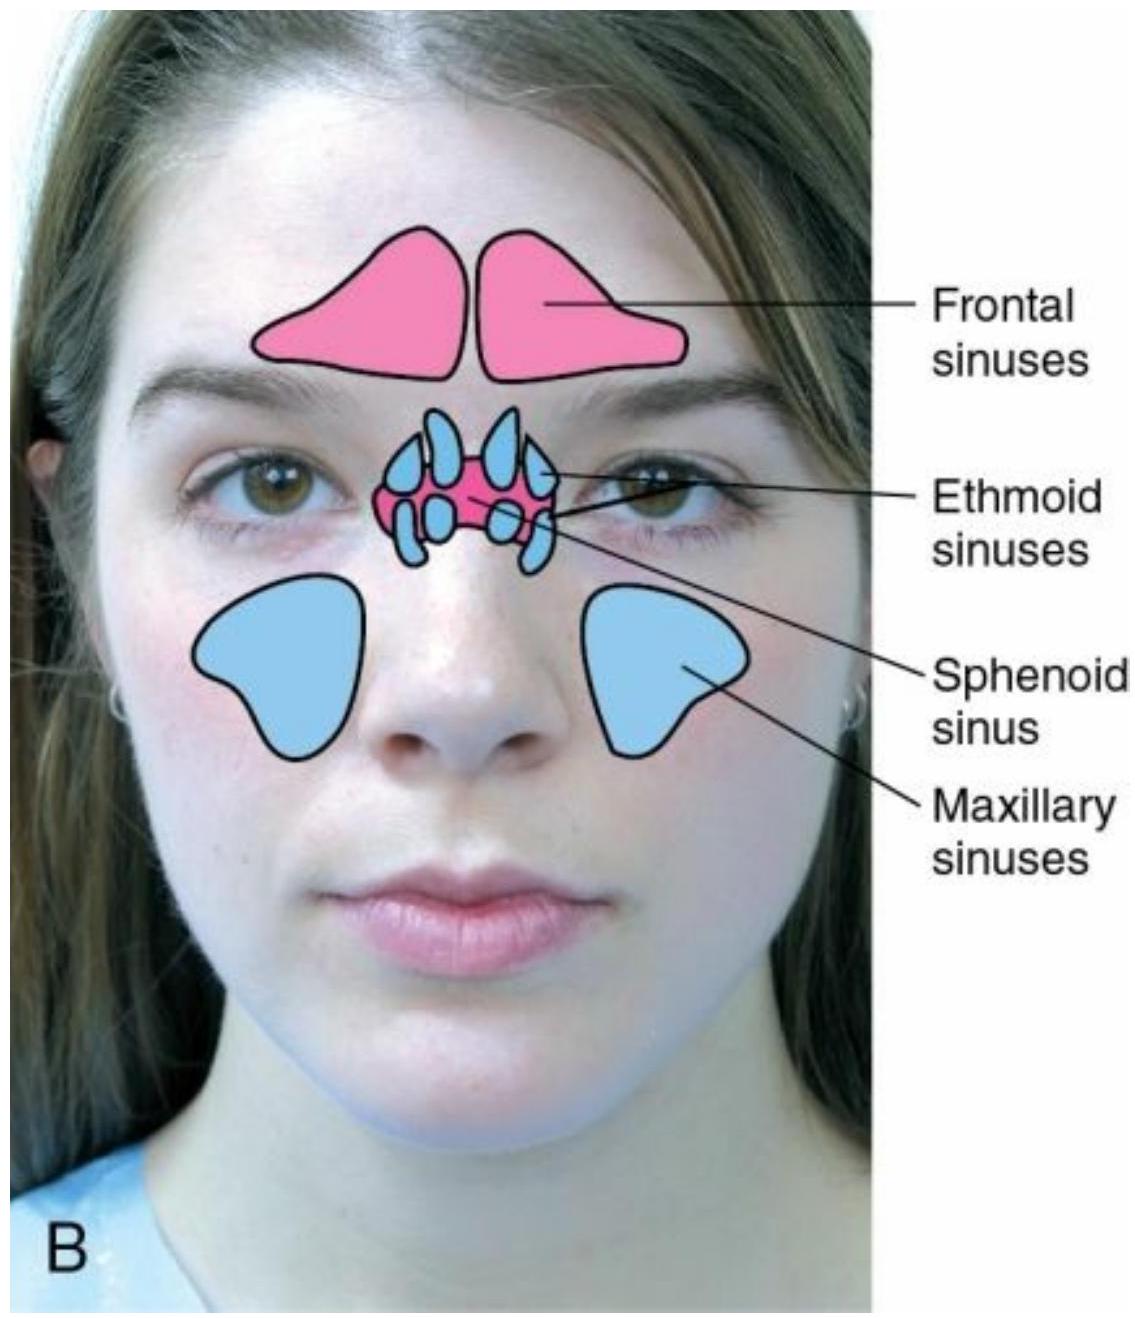 Frontal
sinuses
Ethmoid
sinuses
Sphenoid
sinus
Maxillary
sinuses
B